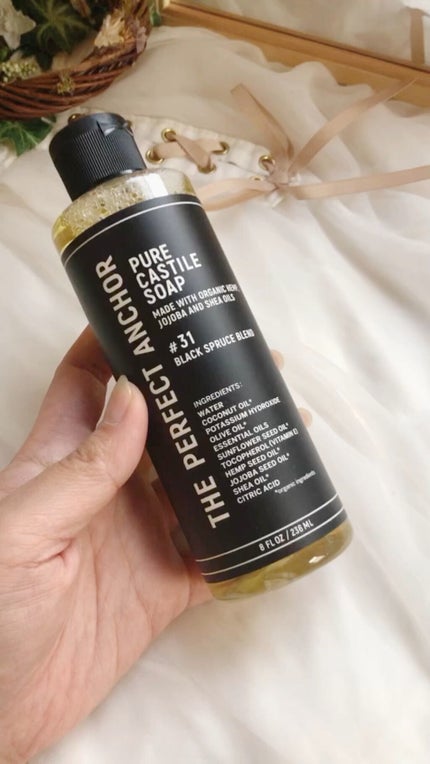 THE PERFECT ANCHOR
PURE
CASTILE
SOAP
MADE WITH ORGANIC HEMP,
JOJOBA AND SHEA OILS
#31
BLACK SPRUCE BLEND
INGREDIENTS:
WATER
COCONUT OIL*
POTASSIUM HYDROXIDE
OLIVE OIL*
ESSENTIAL OILS
SUNFLOWER SEED OIL*
TOCOPHEROL (VITAMIN E)
HEMP SEED OIL*
JOJOBA SEED OIL*
SHEA OIL*
CITRIC ACID
*organic ingredients
8 FL OZ / 236 ML